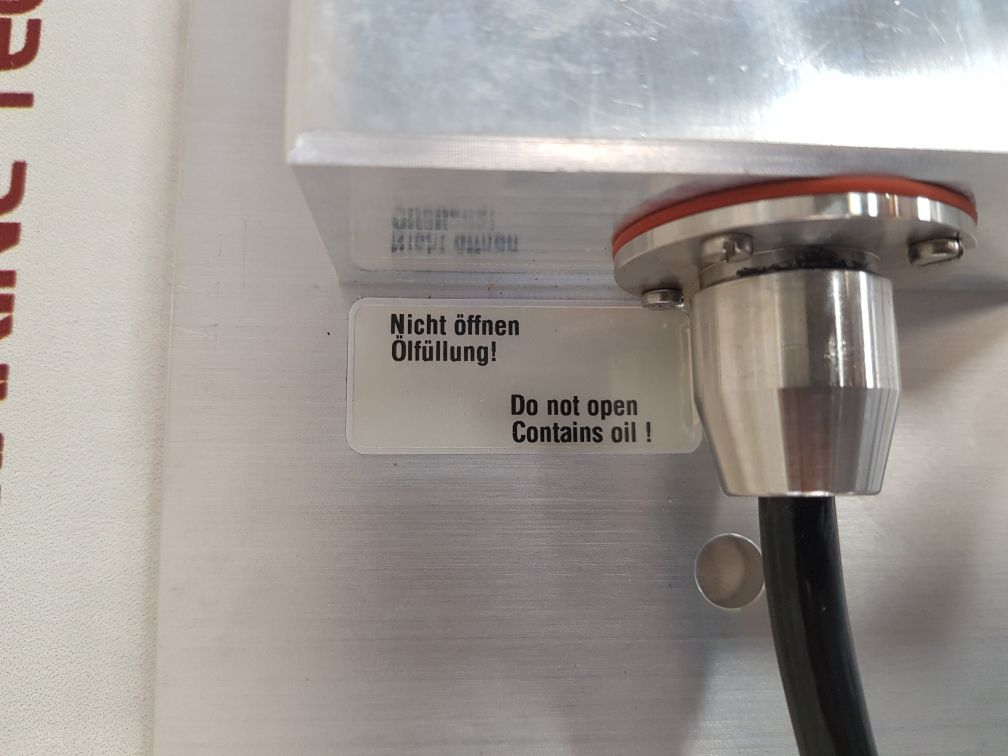 Nicht öffnen
Ölfüllung!
Do not open
Contains oil !